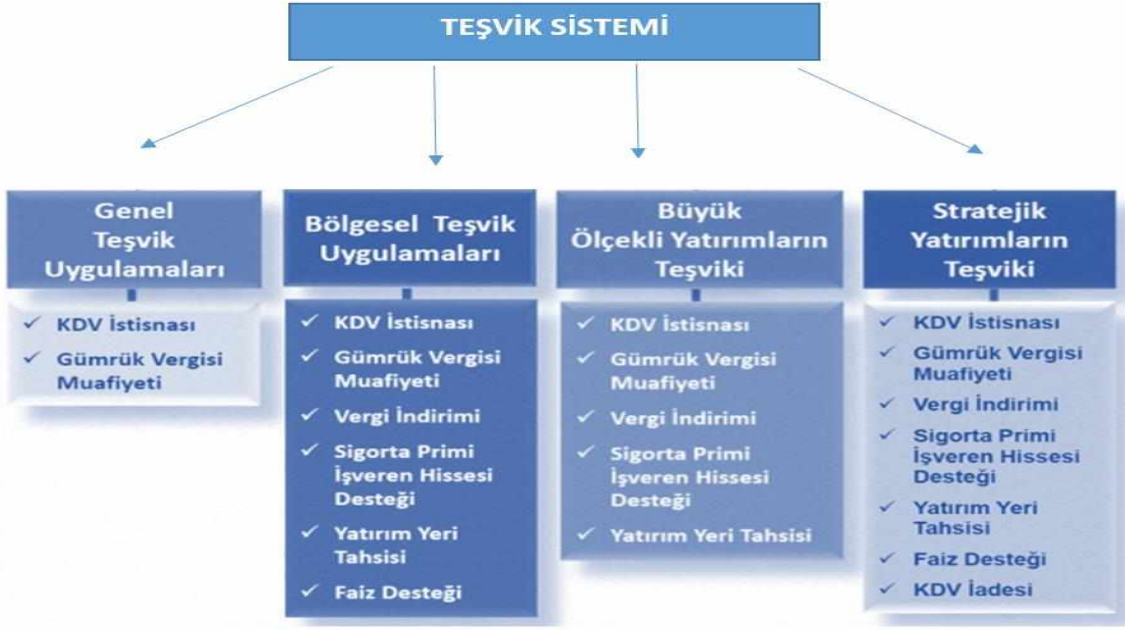 TEŞVİK SİSTEMİ
Genel
Teşvik
Uygulamaları
✓ KDV İstisnası
✓ Gümrük Vergisi
Muafiyeti
Bölgesel Teşvik
Uygulamaları
✓ KDV İstisnası
✓ Gümrük Vergisi
Muafiyeti
✓ Vergi İndirimi
✓ Sigorta Primi
İşveren Hissesi
Desteği
✓ Yatırım Yeri
Tahsisi
✓ Faiz Desteği
Büyük
Ölçekli Yatırımların
Teşviki
✓ KDV İstisnası
✓ Gümrük Vergisi
Muafiyeti
✓ Vergi İndirimi
✓ Sigorta Primi
İşveren Hissesi
Desteği
✓ Yatırım Yeri Tahsisi
Stratejik
Yatırımların
Teşviki
✓ KDV İstisnası
✓ Gümrük Vergisi
Muafiyeti
✓ Vergi İndirimi
✓ Sigorta Primi
İşveren Hissesi
Desteği
✓ Yatırım Yeri
Tahsisi
✓ Faiz Desteği
✓ KDV İadesi